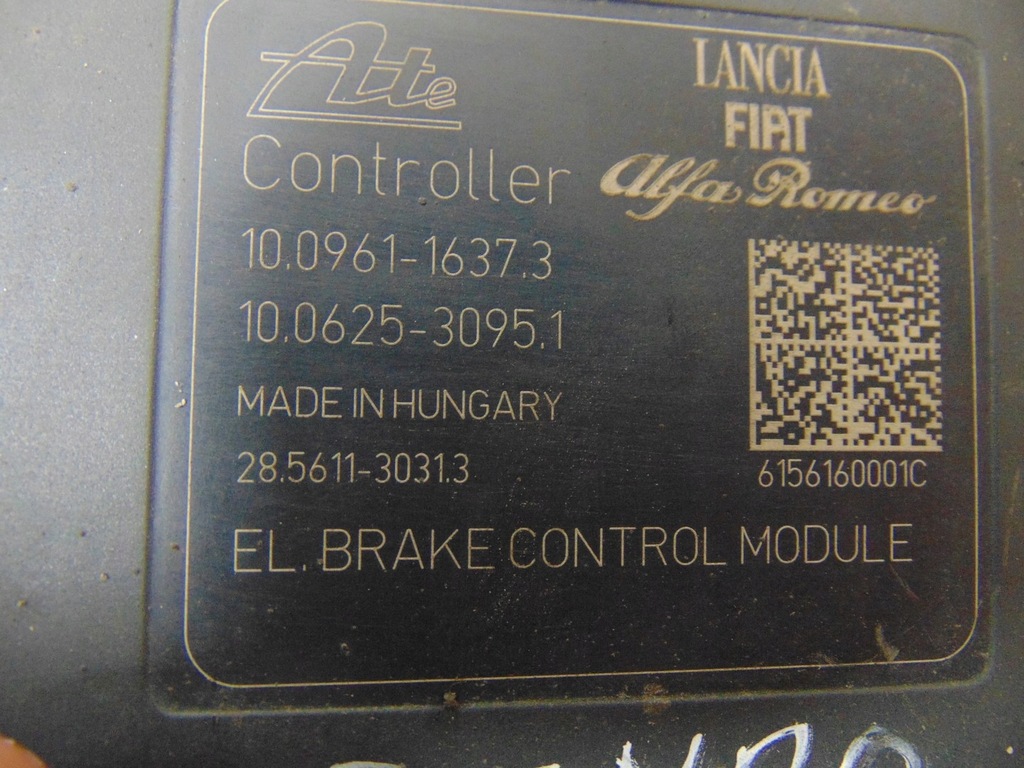 Ate
LANCIA
FIAT
Alfa Romeo
Controller
10.0961-1637.3
10.0625-3095.1
MADE IN HUNGARY
28.5611-3031.3
6156160001C
EL. BRAKE CONTROL MODULE